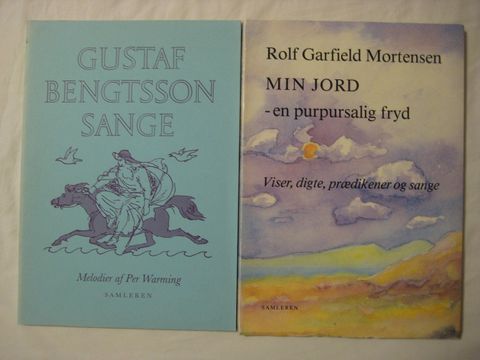 GUSTAF
BENGTSSON
SANGE
Melodier af Per Warming
SAMLEREN
Rolf Garfield Mortensen
MIN JORD
- en purpursalig fryd
Viser, digte, prædikener og sange
SAMLEREN